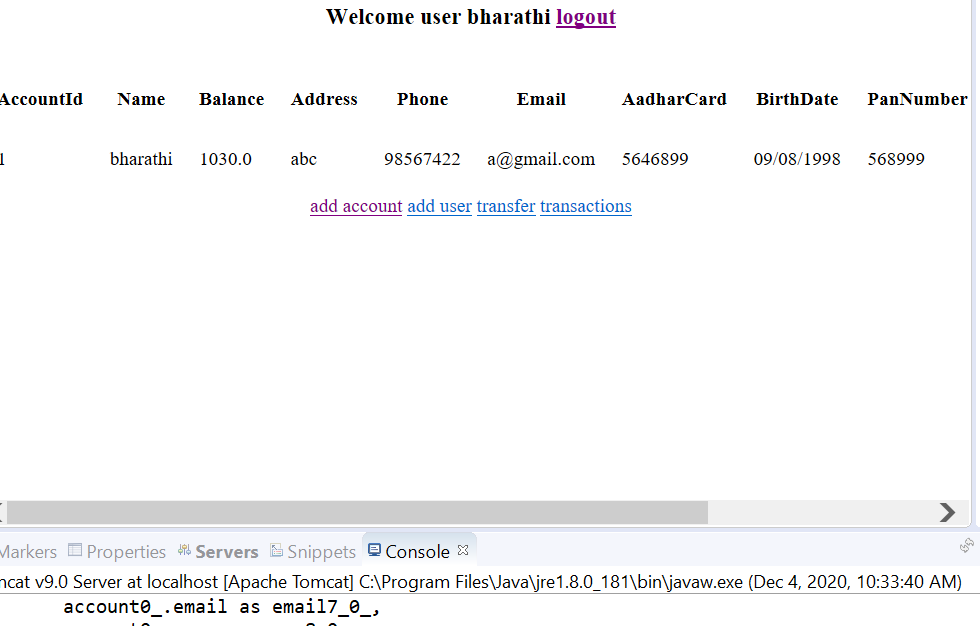 Welcome user bharathi logout
AccountId Name Balance Address Phone Email AadharCard BirthDate PanNumber
1 bharathi 1030.0 abc 98567422 a@gmail.com 5646899 09/08/1998 568999
add account add user transfer transactions
Markers Properties Servers Snippets Console
mcat v9.0 Server at localhost [Apache Tomcat] C:\Program Files\Java\jre1.8.0_181\bin\javaw.exe (Dec 4, 2020, 10:33:40 AM)
account0_.email as email7_0_,